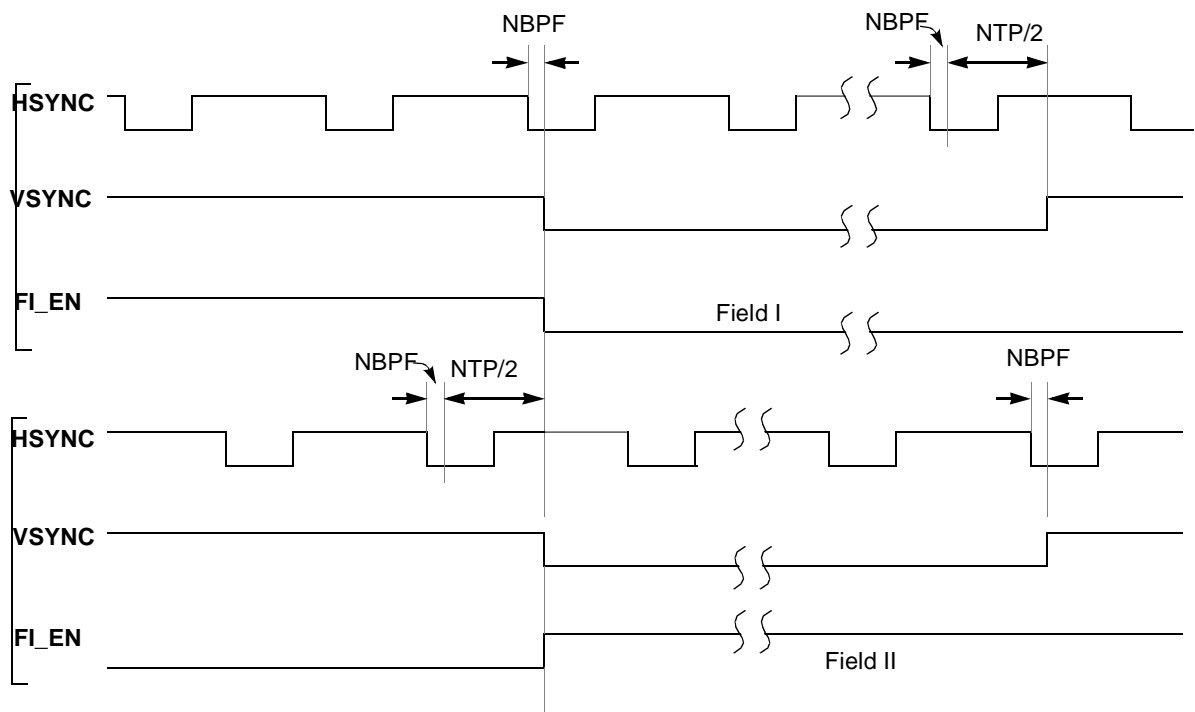 NBPF
NBPF
NTP/2
HSYNC
VSYNC
FI_EN
Field I
NBPF
NTP/2
NBPF
HSYNC
VSYNC
FI_EN
Field II